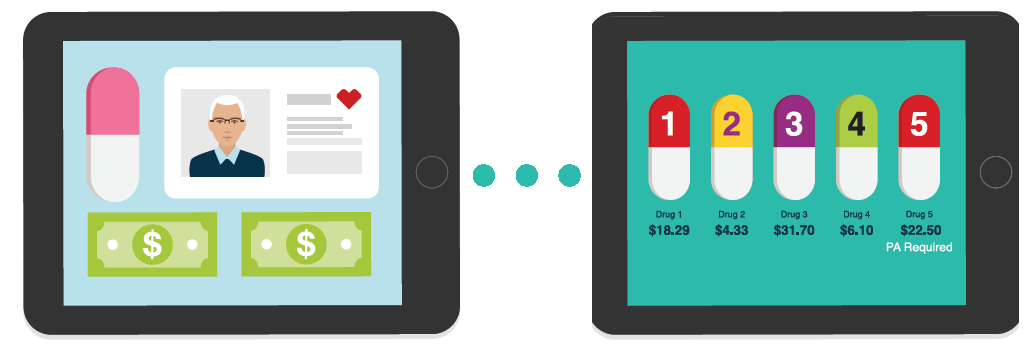 $ $
1 2 3 4 5
Drug 1 Drug 2 Drug 3 Drug 4 Drug 5
$18.29 $4.33 $31.70 $6.10 $22.50
PA Required